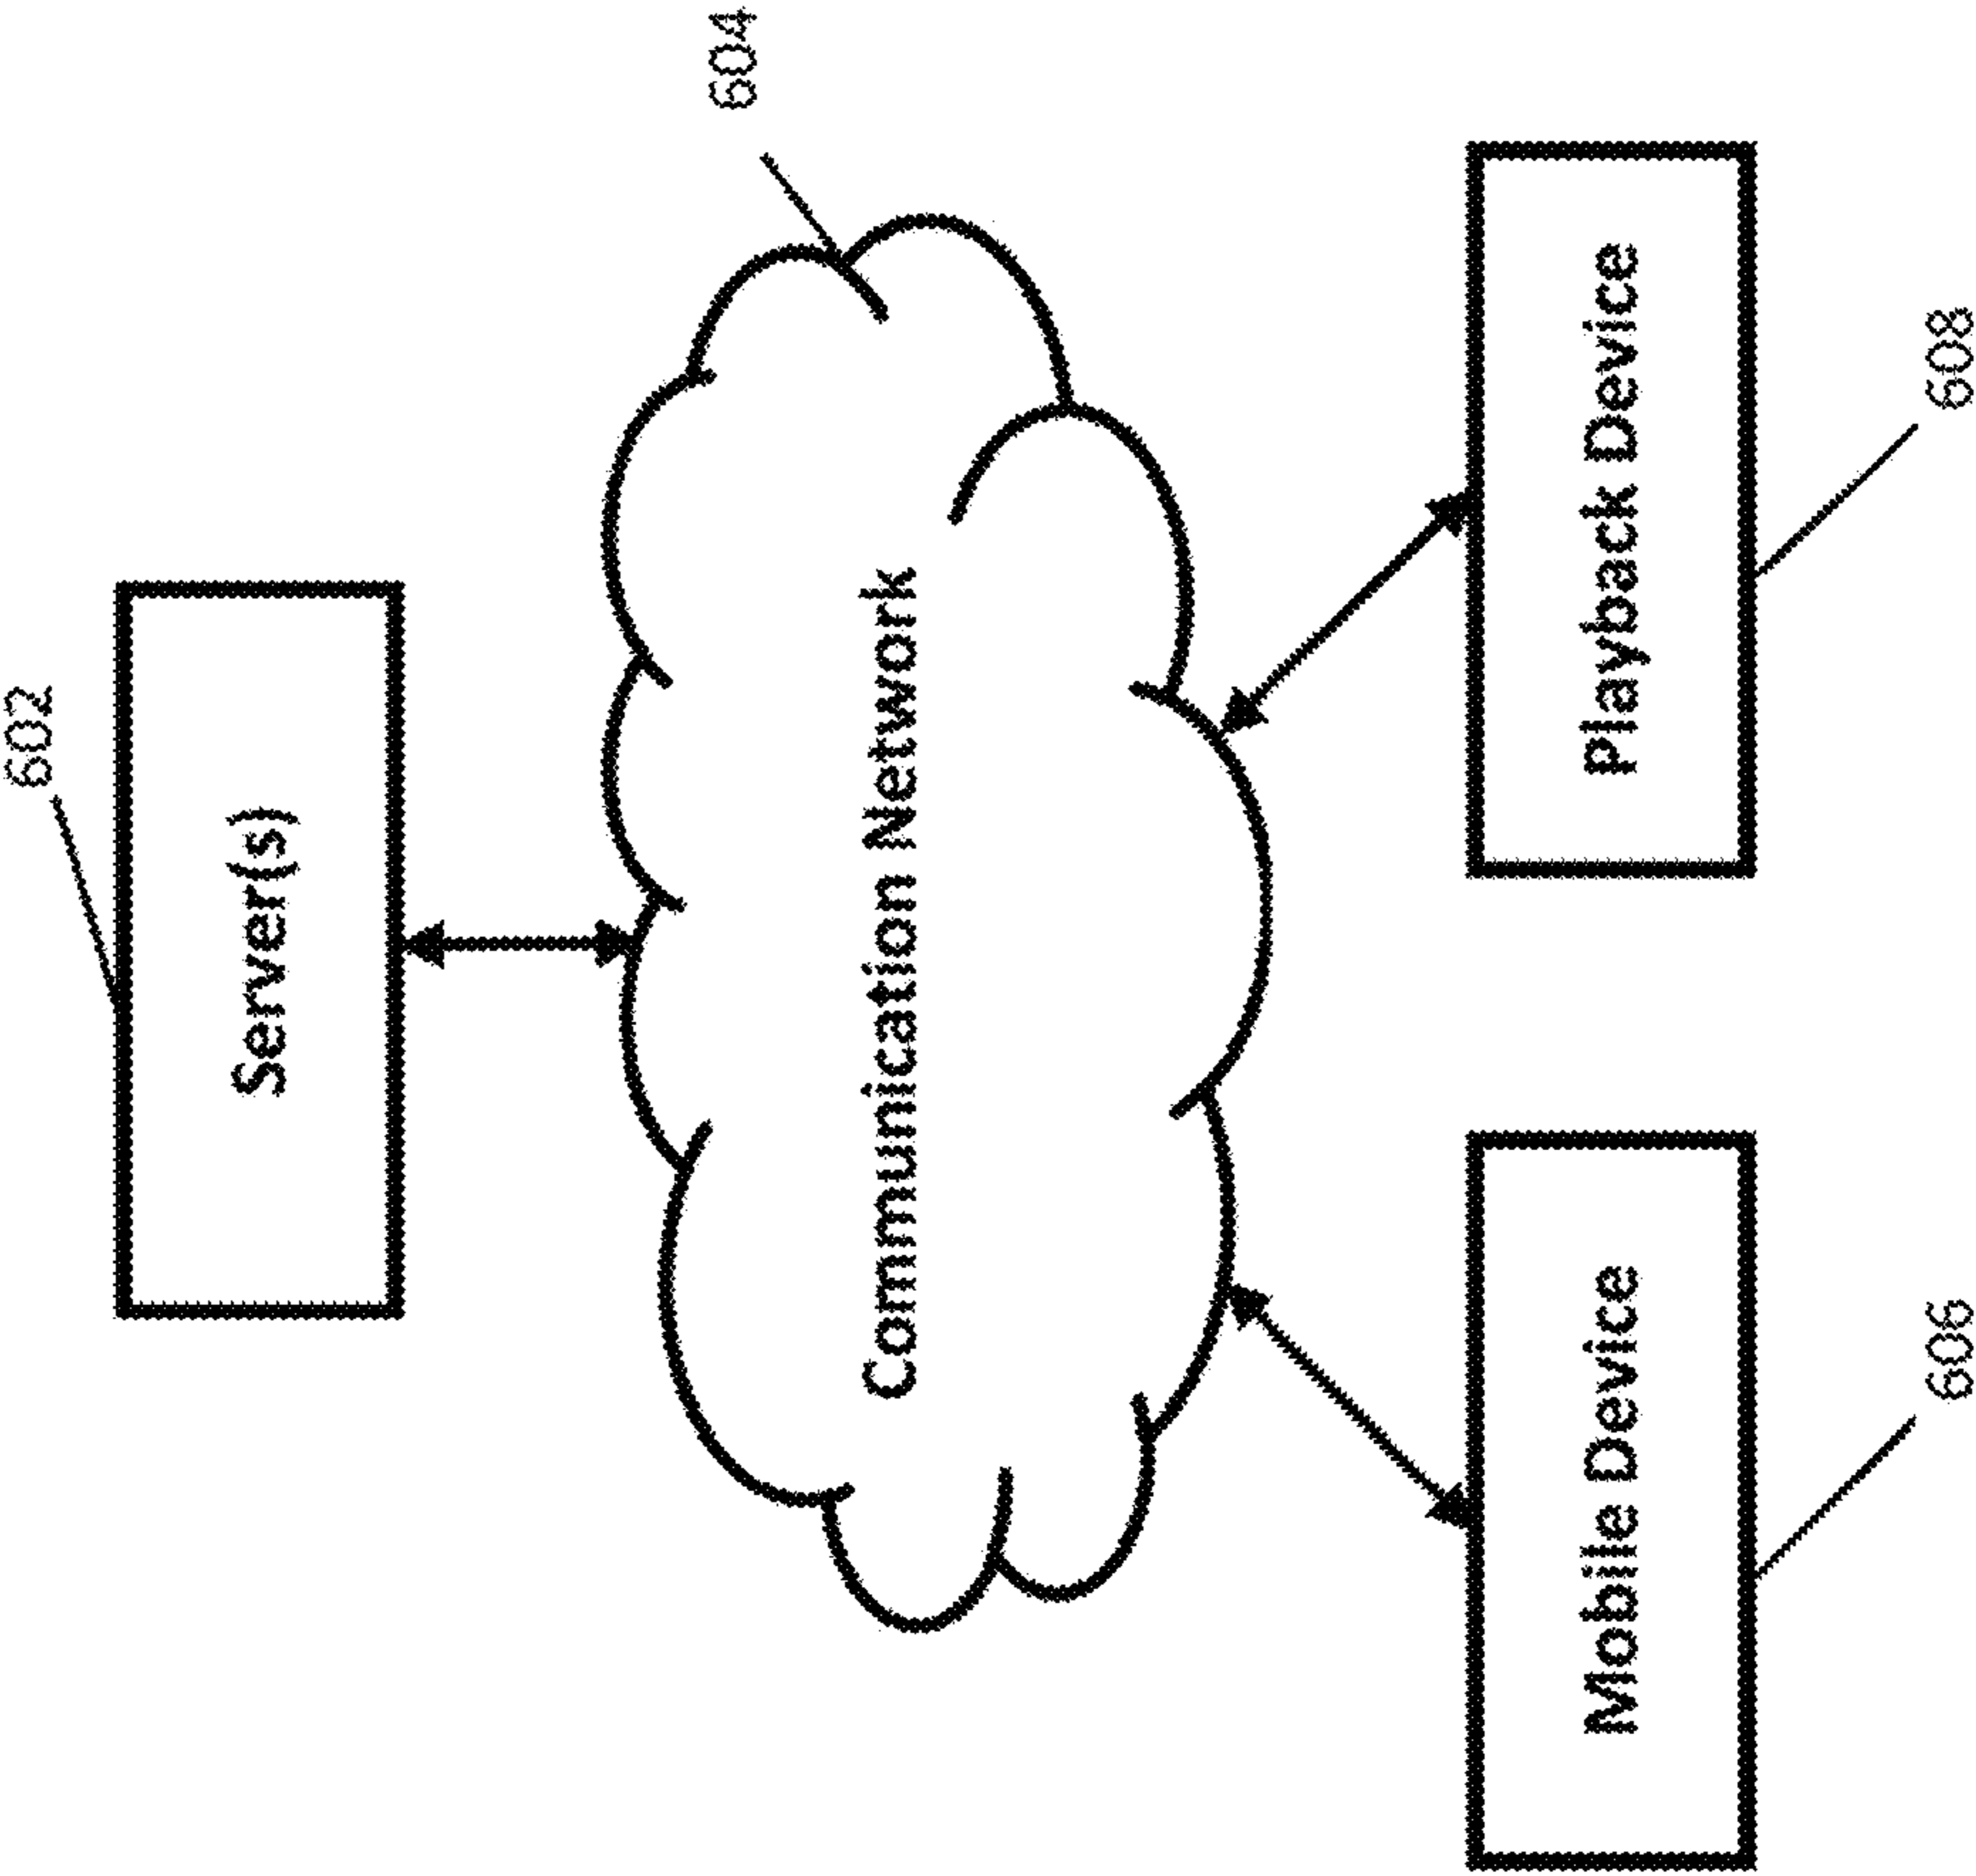 602
Server(s)
604
Communication Network
Mobile Device
606
Playback Device
608